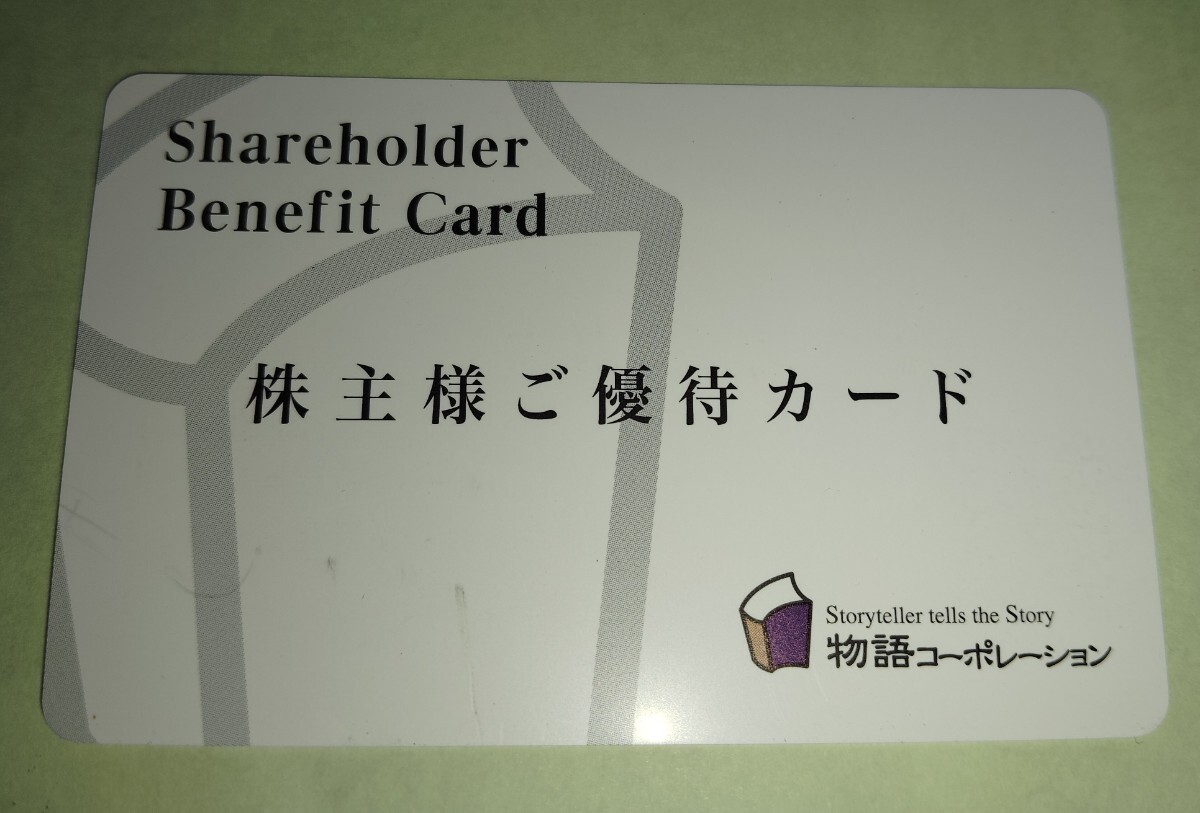 Shareholder
Benefit Card
株主様ご優待カード
Storyteller tells the Story
物語コーポレーション